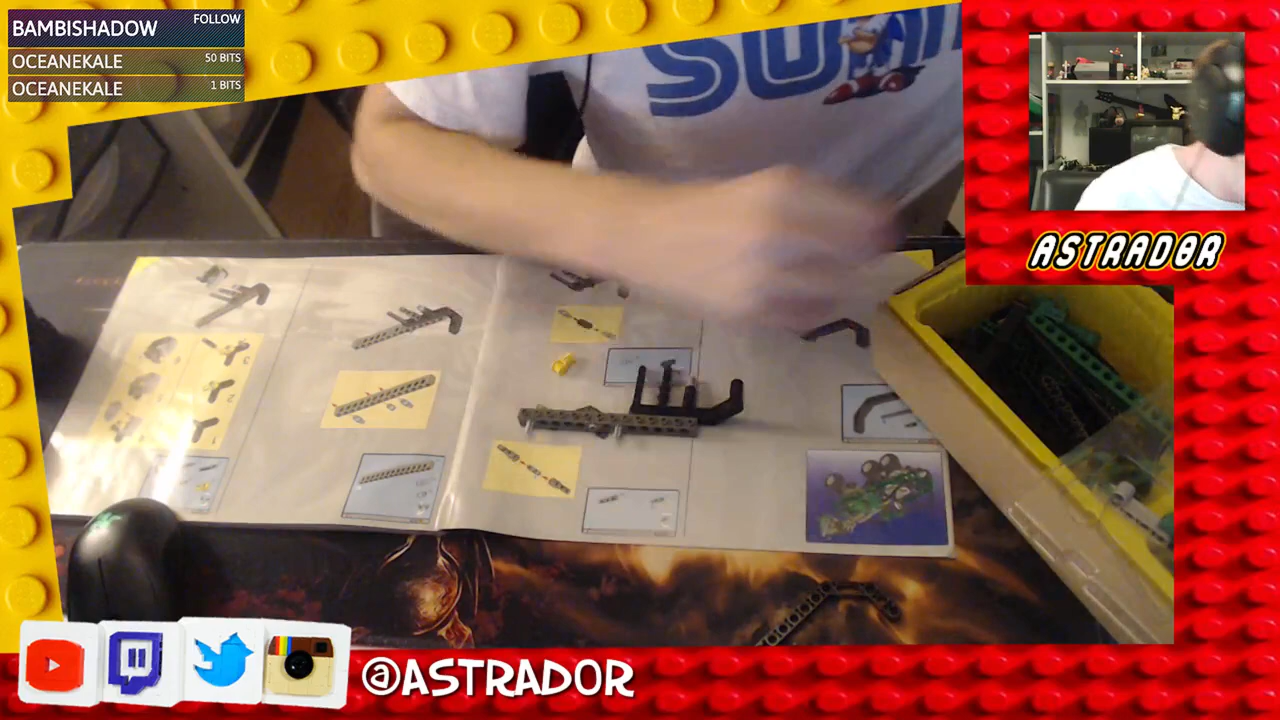 BAMBISHADOW FOLLOW
OCEANEKALE 50 BITS
OCEANEKALE 1 BITS
ASTRADOR
@ASTRADOR